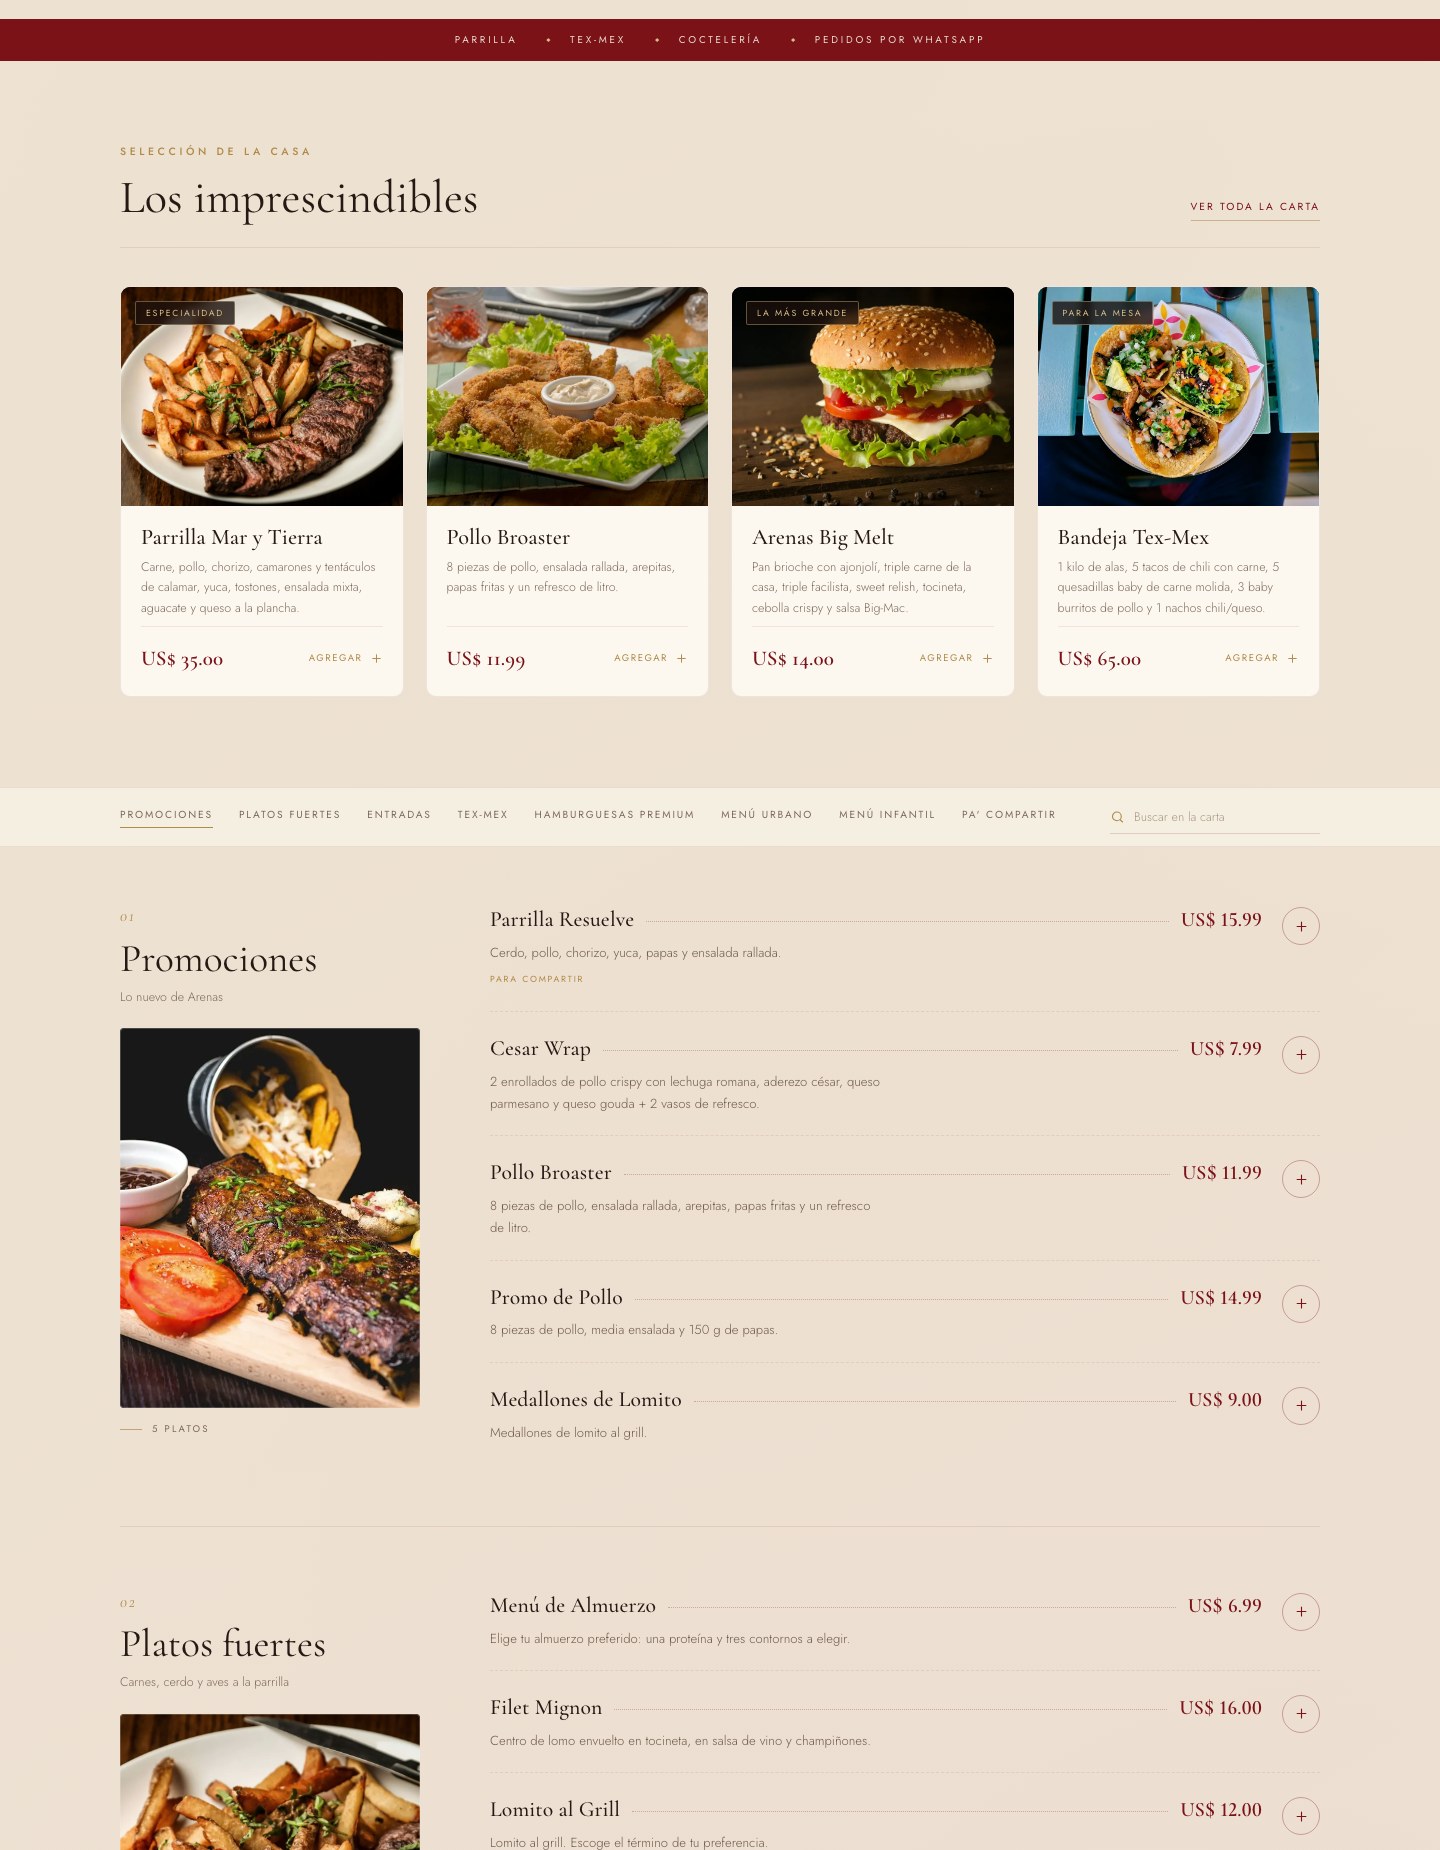 PARRILLA • TEX-MEX • COCTELERÍA • PEDIDOS POR WHATSAPP
SELECCIÓN DE LA CASA
Los imprescindibles
VER TODA LA CARTA
ESPECIALIDAD
Parrilla Mar y Tierra
Carne, pollo, chorizo, camarones y tentáculos
de calamar, yuca, tostones, ensalada mixta,
aguacate y queso a la plancha.
US$ 35.00
AGREGAR +
Pollo Broaster
8 piezas de pollo, ensalada rallada, arepitas,
papas fritas y un refresco de litro.
US$ 11.99
AGREGAR +
LA MÁS GRANDE
Arenas Big Melt
Pan brioche con ajonjolí, triple carne de la
casa, triple facilista, sweet relish, tocineta,
cebolla crispy y salsa Big-Mac.
US$ 14.00
AGREGAR +
PARA LA MESA
Bandeja Tex-Mex
1 kilo de alas, 5 tacos de chili con carne, 5
quesadillas baby de carne molida, 3 baby
burritos de pollo y 1 nachos chili/queso.
US$ 65.00
AGREGAR +
PROMOCIONES PLATOS FUERTES ENTRADAS TEX-MEX HAMBURGUESAS PREMIUM MENÚ URBANO MENÚ INFANTIL PA' COMPARTIR
Buscar en la carta
01
Promociones
Lo nuevo de Arenas
5 PLATOS
Parrilla Resuelve US$ 15.99 +
Cerdo, pollo, chorizo, yuca, papas y ensalada rallada.
PARA COMPARTIR
Cesar Wrap US$ 7.99 +
2 enrollados de pollo crispy con lechuga romana, aderezo césar, queso
parmesano y queso gouda + 2 vasos de refresco.
Pollo Broaster US$ 11.99 +
8 piezas de pollo, ensalada rallada, arepitas, papas fritas y un refresco
de litro.
Promo de Pollo US$ 14.99 +
8 piezas de pollo, media ensalada y 150 g de papas.
Medallones de Lomito US$ 9.00 +
Medallones de lomito al grill.
02
Platos fuertes
Carnes, cerdo y aves a la parrilla
Menú de Almuerzo US$ 6.99 +
Elige tu almuerzo preferido: una proteína y tres contornos a elegir.
Filet Mignon US$ 16.00 +
Centro de lomo envuelto en tocineta, en salsa de vino y champiñones.
Lomito al Grill US$ 12.00 +
Lomito al grill. Escoge el término de tu preferencia.